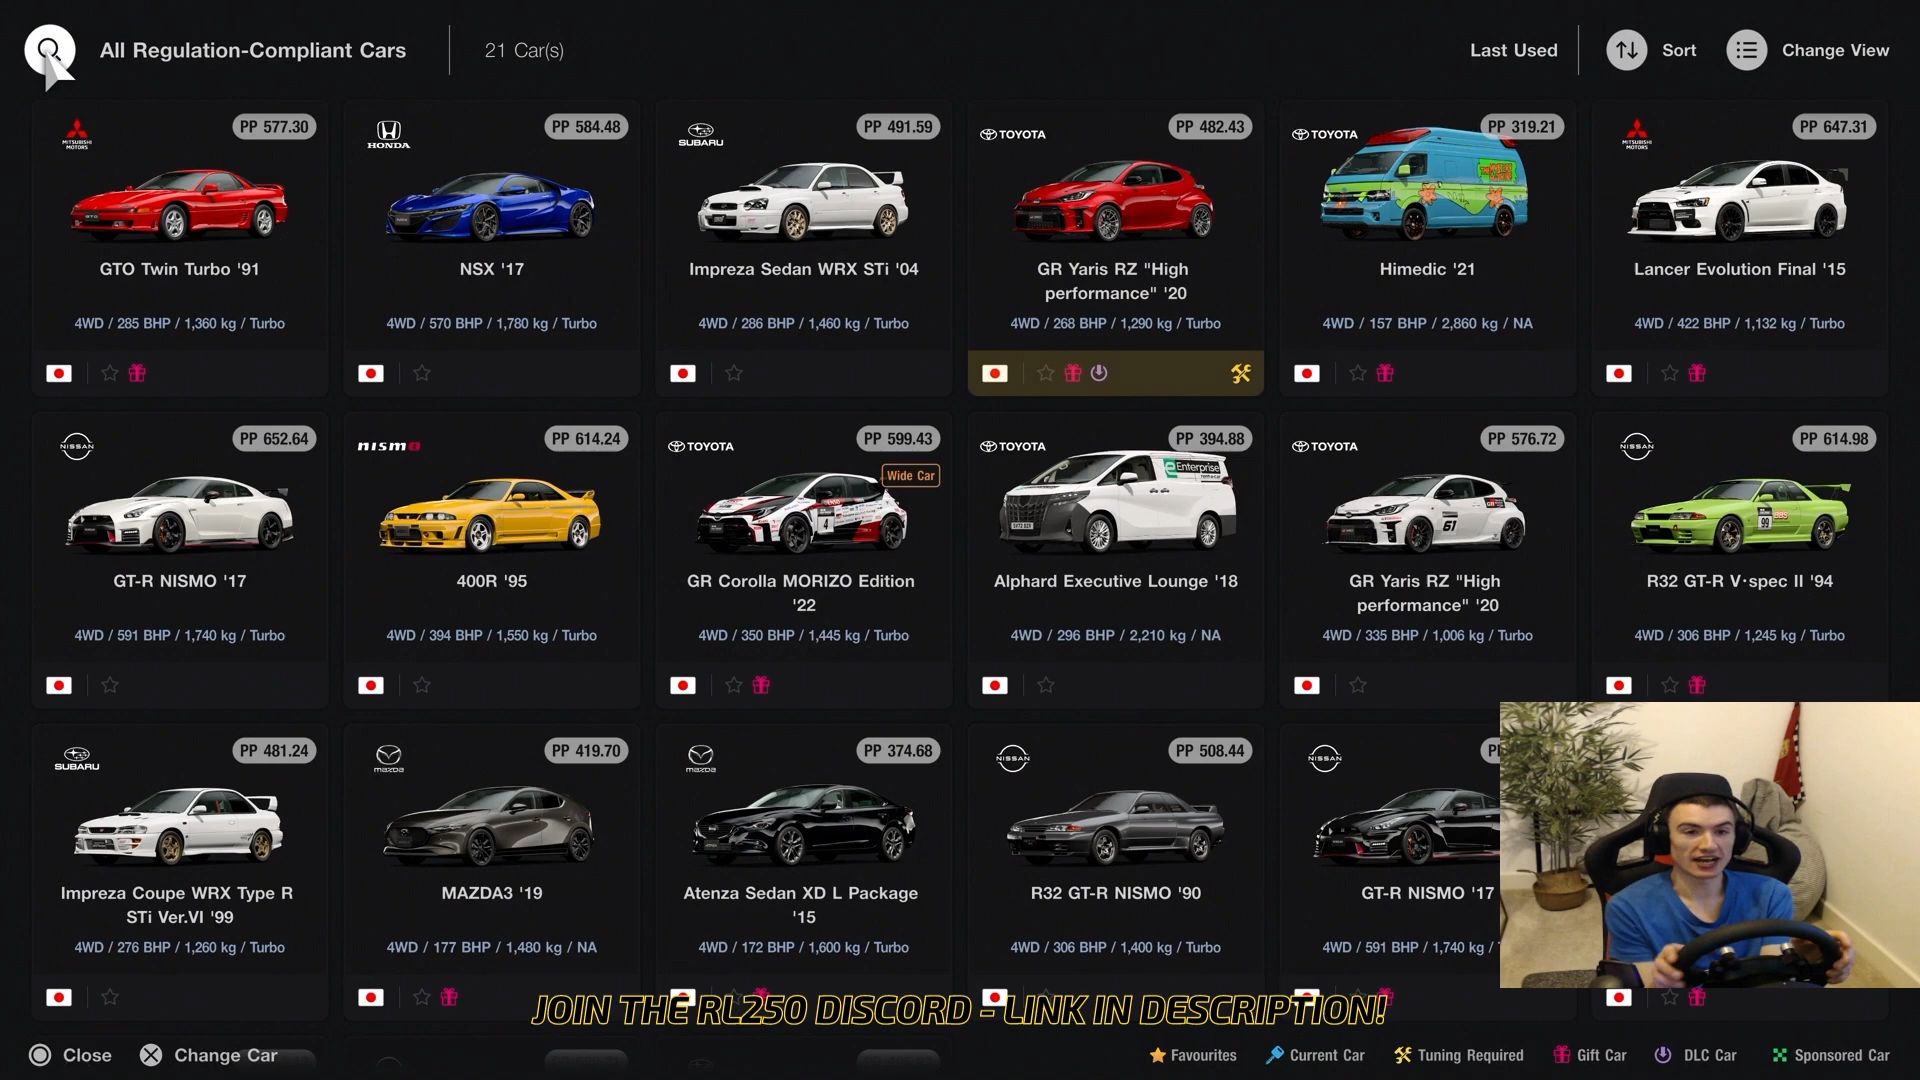 All Regulation-Compliant Cars
21 Car(s)
Last Used
Sort
Change View
MITSUBISHI MOTORS
PP 577.30
GTO Twin Turbo '91
4WD / 285 BHP / 1,360 kg / Turbo
HONDA
PP 584.48
NSX '17
4WD / 570 BHP / 1,780 kg / Turbo
SUBARU
PP 491.59
Impreza Sedan WRX STi '04
4WD / 286 BHP / 1,460 kg / Turbo
TOYOTA
PP 482.43
GR Yaris RZ "High
performance" '20
4WD / 268 BHP / 1,290 kg / Turbo
TOYOTA
PP 319.21
Himedic '21
4WD / 157 BHP / 2,860 kg / NA
MITSUBISHI MOTORS
PP 647.31
Lancer Evolution Final '15
4WD / 422 BHP / 1,132 kg / Turbo
NISSAN
PP 652.64
GT-R NISMO '17
4WD / 591 BHP / 1,740 kg / Turbo
nismo
PP 614.24
400R '95
4WD / 394 BHP / 1,550 kg / Turbo
TOYOTA
PP 599.43
Wide Car
4
GR Corolla MORIZO Edition
'22
4WD / 350 BHP / 1,445 kg / Turbo
TOYOTA
PP 394.88
Enterprise
Alphard Executive Lounge '18
4WD / 296 BHP / 2,210 kg / NA
TOYOTA
PP 576.72
61
GR Yaris RZ "High
performance" '20
4WD / 335 BHP / 1,006 kg / Turbo
NISSAN
PP 614.98
99
BBS
R32 GT-R V·spec II '94
4WD / 306 BHP / 1,245 kg / Turbo
SUBARU
PP 481.24
Impreza Coupe WRX Type R
STi Ver.VI '99
4WD / 276 BHP / 1,260 kg / Turbo
mazda
PP 419.70
MAZDA3 '19
4WD / 177 BHP / 1,480 kg / NA
mazda
PP 374.68
Atenza Sedan XD L Package
'15
4WD / 172 BHP / 1,600 kg / Turbo
NISSAN
PP 508.44
R32 GT-R NISMO '90
4WD / 306 BHP / 1,400 kg / Turbo
NISSAN
GT-R NISMO '17
4WD / 591 BHP / 1,740 kg /
JOIN THE RL250 DISCORD - LINK IN DESCRIPTION!
Close
Change Car
Favourites
Current Car
Tuning Required
Gift Car
DLC Car
Sponsored Car